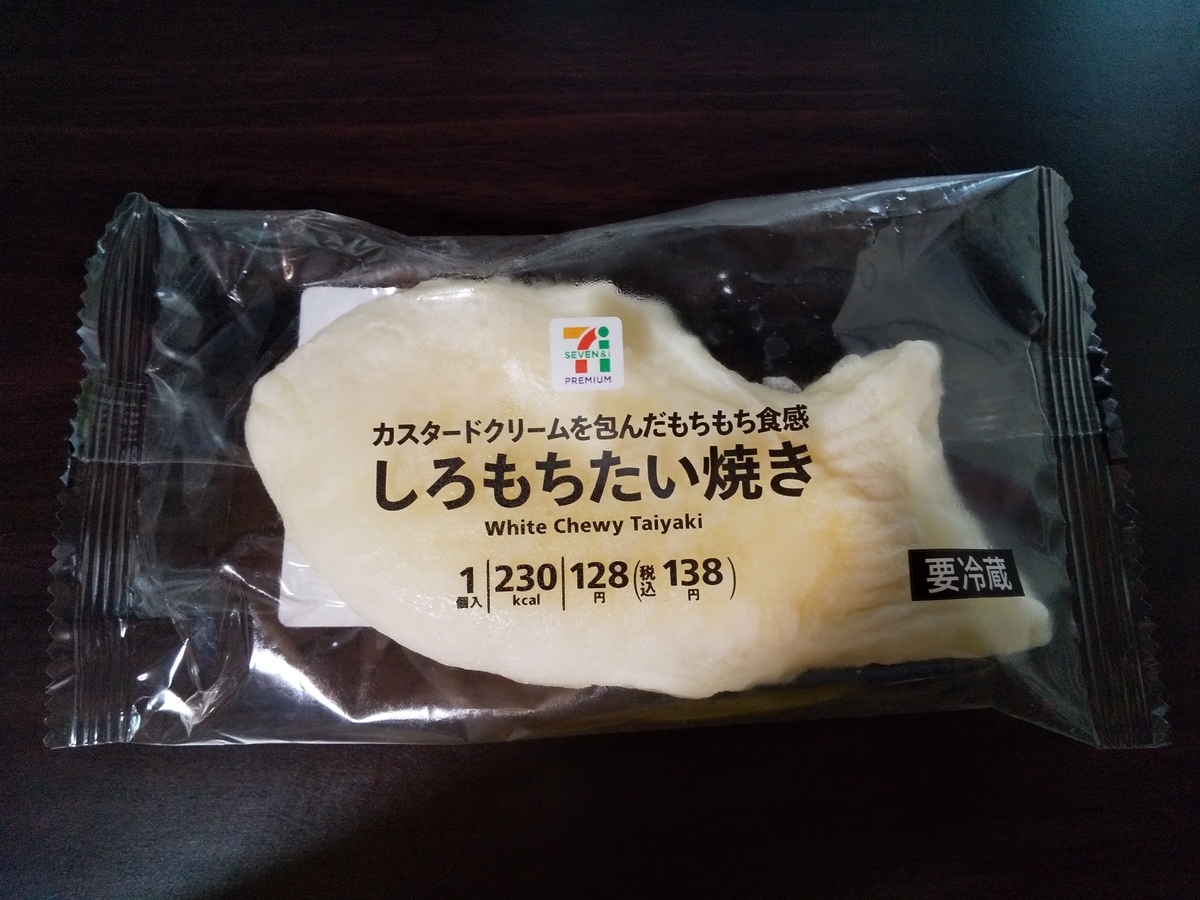 SEVEN & i
PREMIUM
カスタードクリームを包んだもちもち食感
しろもちたい焼き
White Chewy Taiyaki
1個入 230kcal 128円(税込138円)
要冷蔵